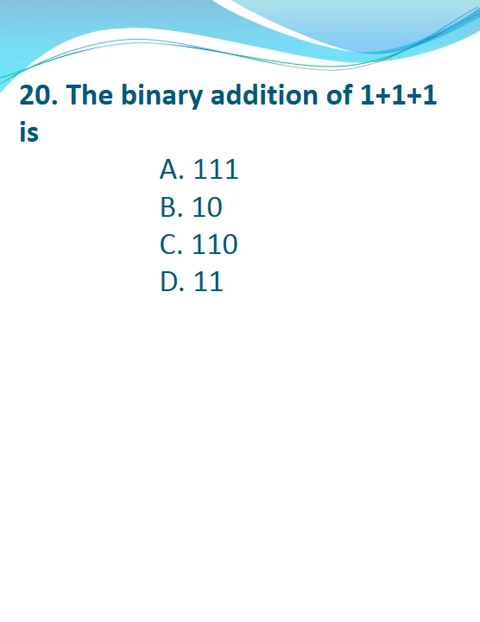 20. The binary addition of 1+1+1
is
A. 111
B. 10
C. 110
D. 11